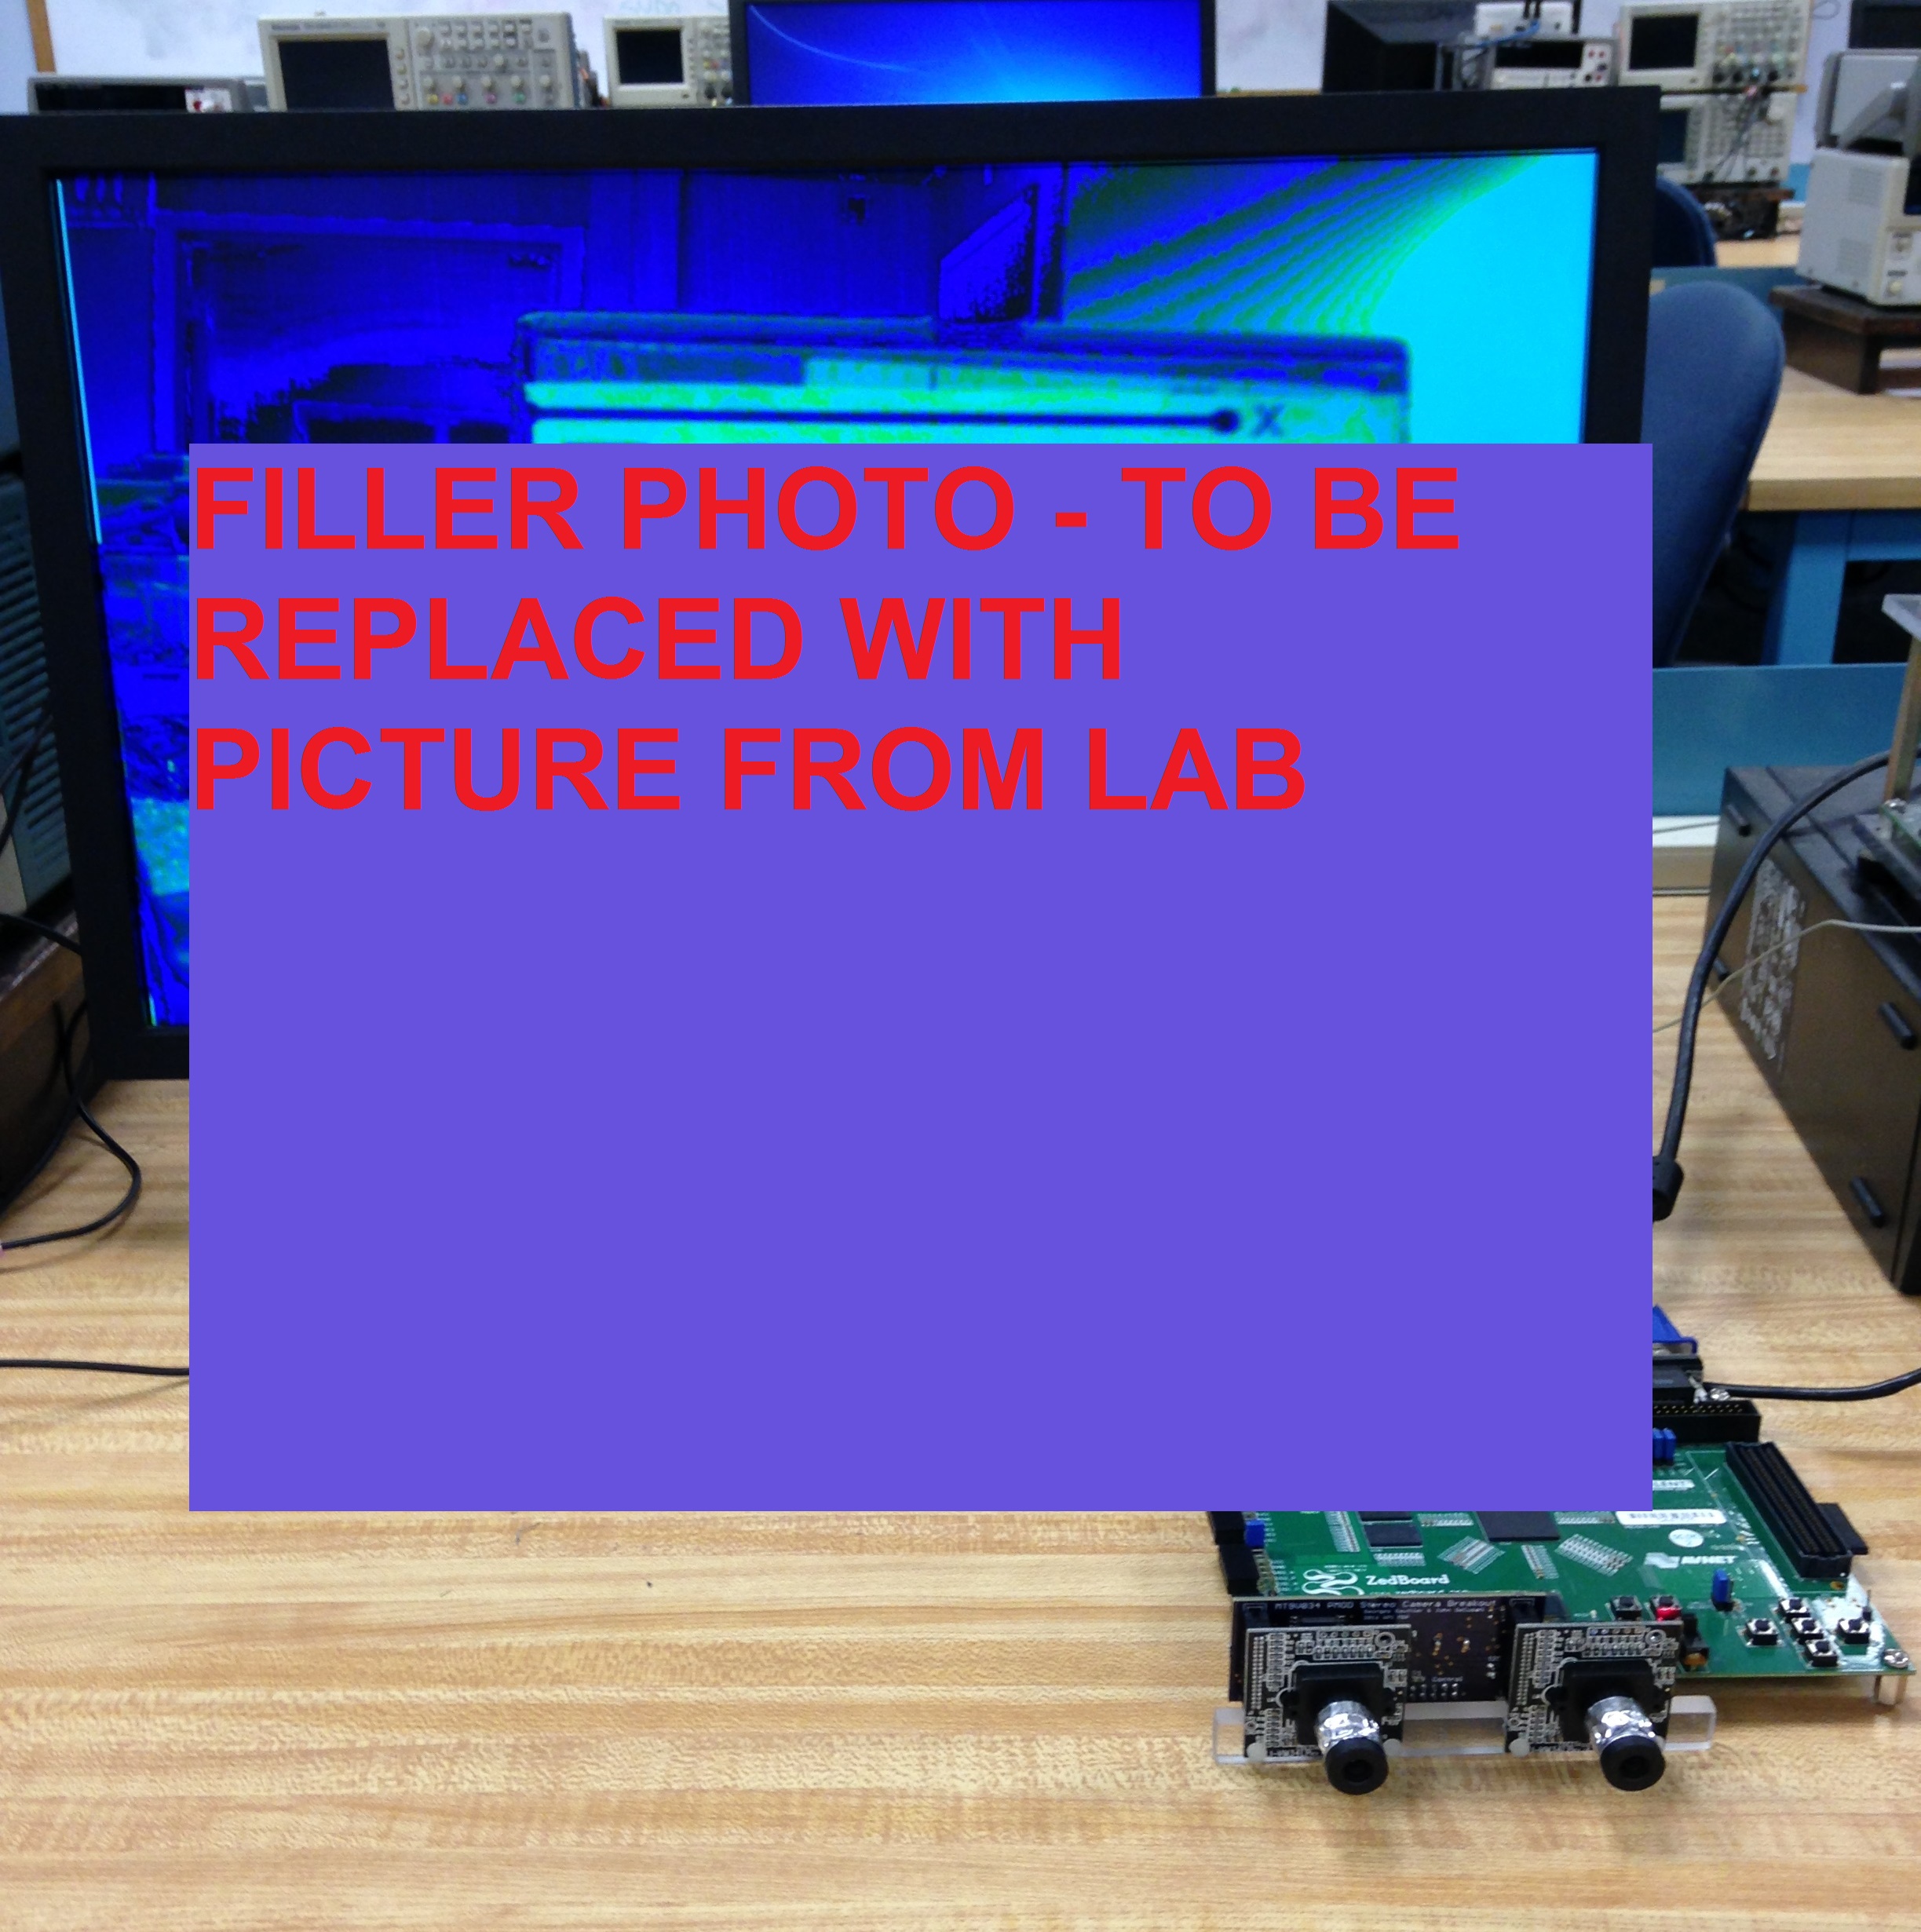 X
FILLER PHOTO - TO BE
REPLACED WITH
PICTURE FROM LAB
AVNET
ZedBoard
MT9V034 PMOD Stereo Camera Breakout